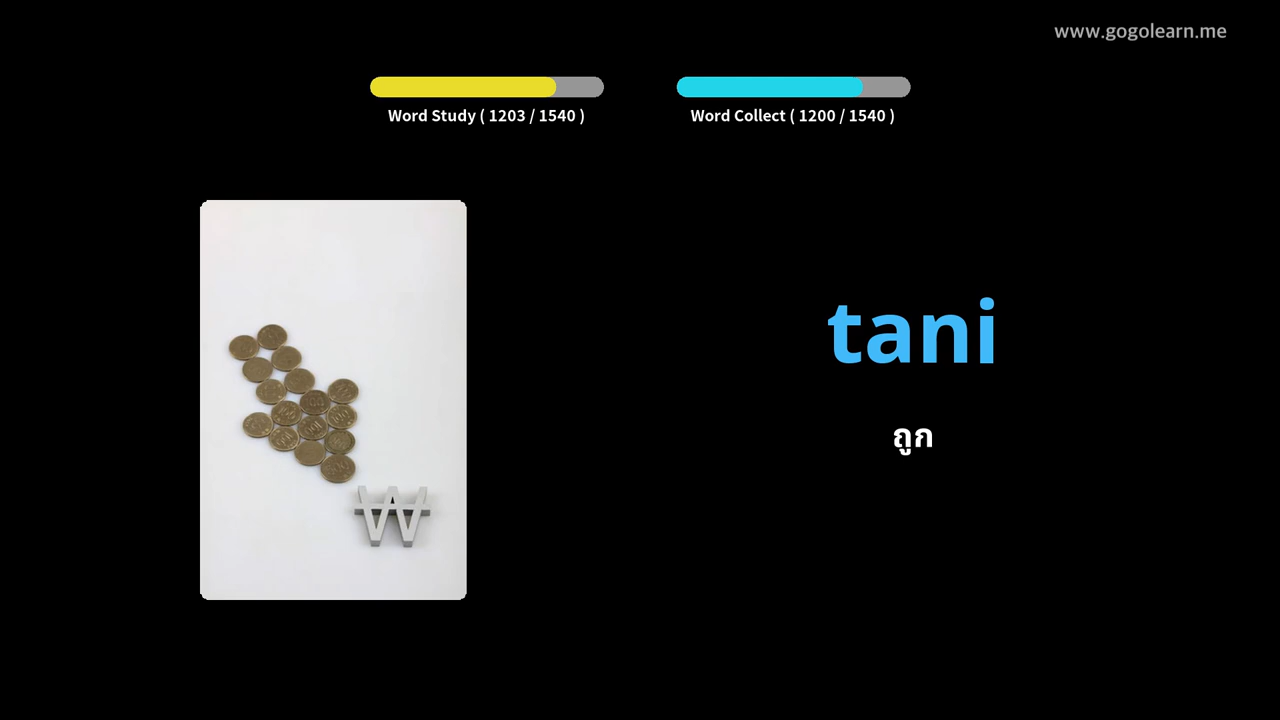 www.gogolearn.me
Word Study ( 1203 / 1540 )
Word Collect ( 1200 / 1540 )
tani
ถูก
₩